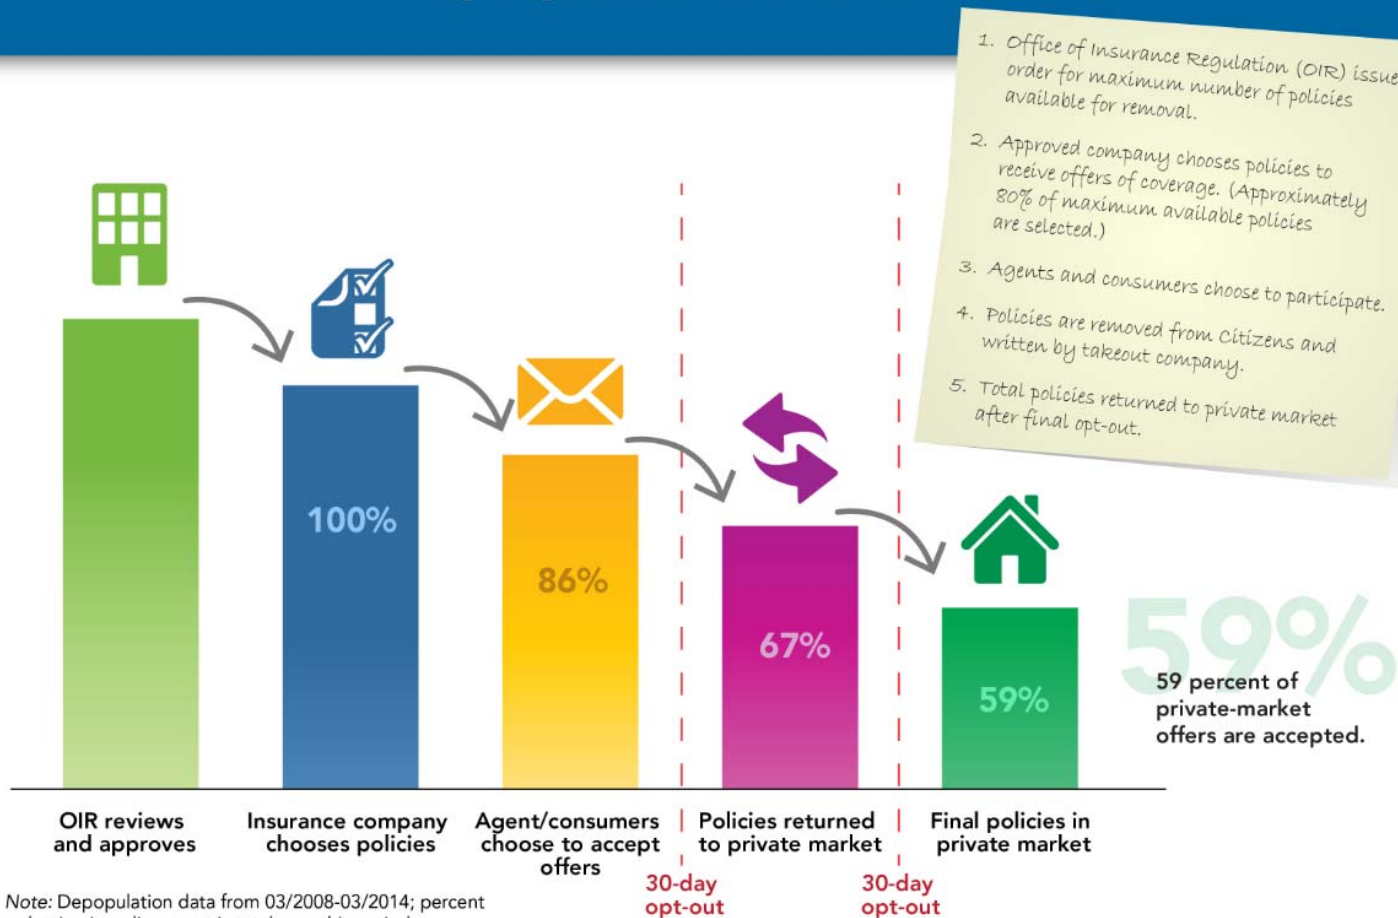 1. Office of Insurance Regulation (OIR) issue
order for maximum number of policies
available for removal.
2. Approved company chooses policies to
receive offers of coverage. (Approximately
80% of maximum available policies
are selected.)
3. Agents and consumers choose to participate.
4. Policies are removed from Citizens and
written by takeout company.
5. Total policies returned to private market
after final opt-out.
100%
86%
67%
59%
59%
59 percent of
private-market
offers are accepted.
OIR reviews
and approves
Insurance company
chooses policies
Agent/consumers
choose to accept
offers
Policies returned
to private market
Final policies in
private market
30-day
opt-out
30-day
opt-out
Note: Depopulation data from 03/2008-03/2014; percent